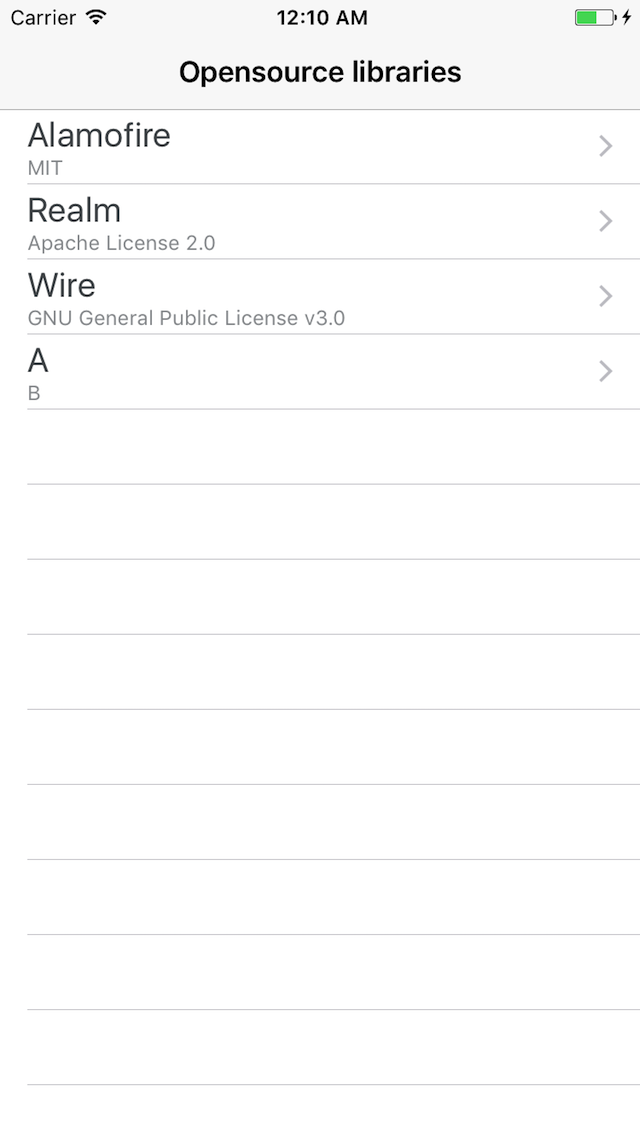 Carrier 12:10 AM
Opensource libraries
Alamofire
MIT
Realm
Apache License 2.0
Wire
GNU General Public License v3.0
A
B